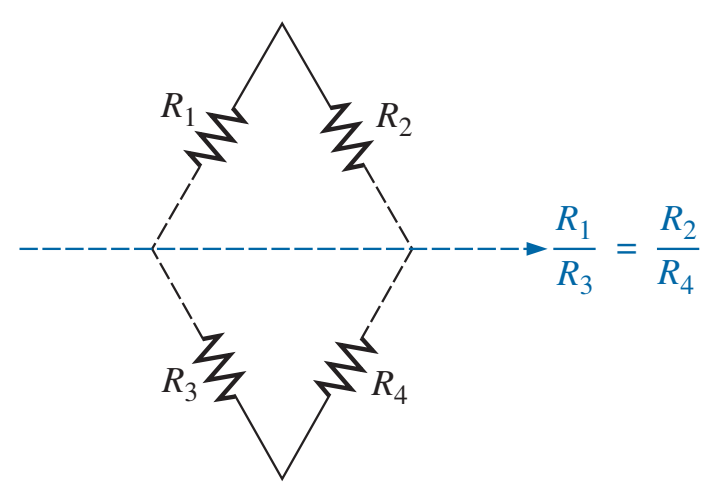 R1
R2
R1/R3 = R2/R4
R3
R4